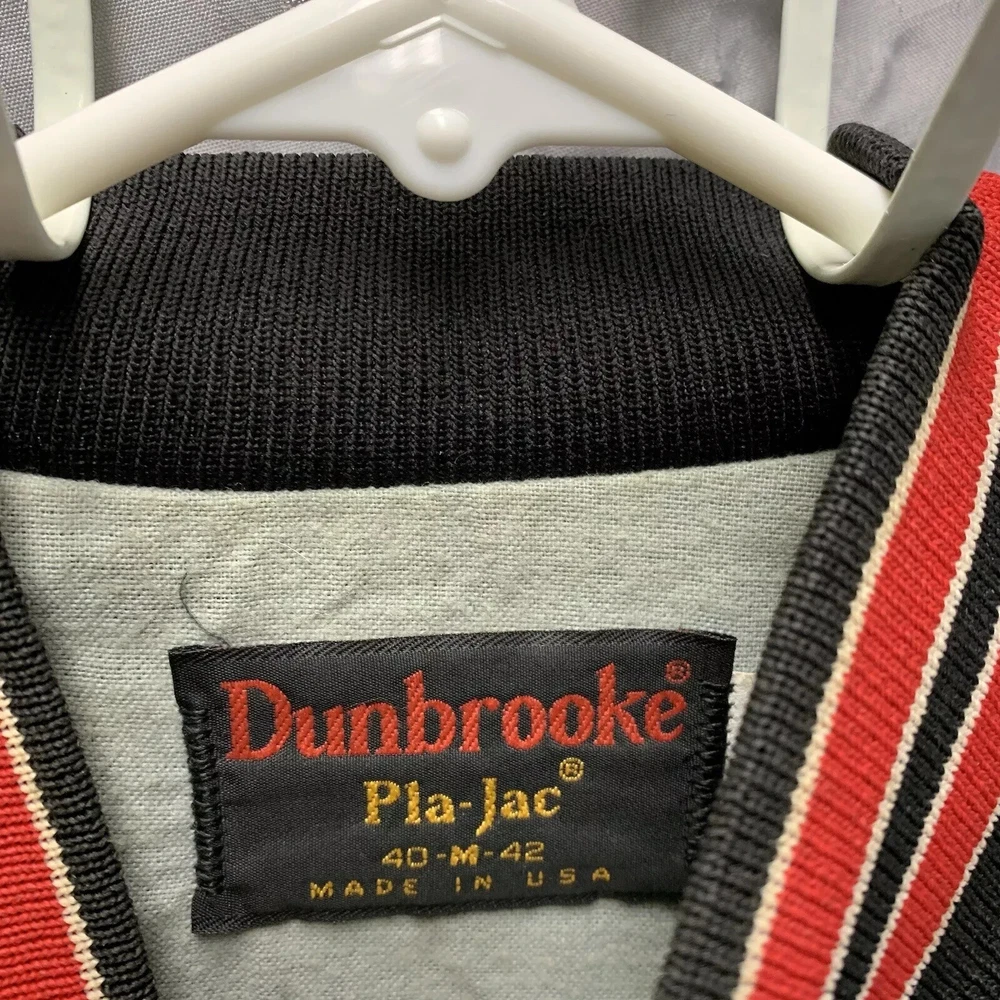 Dunbrooke®
Pla-Jac®
40-M-42
MADE IN USA